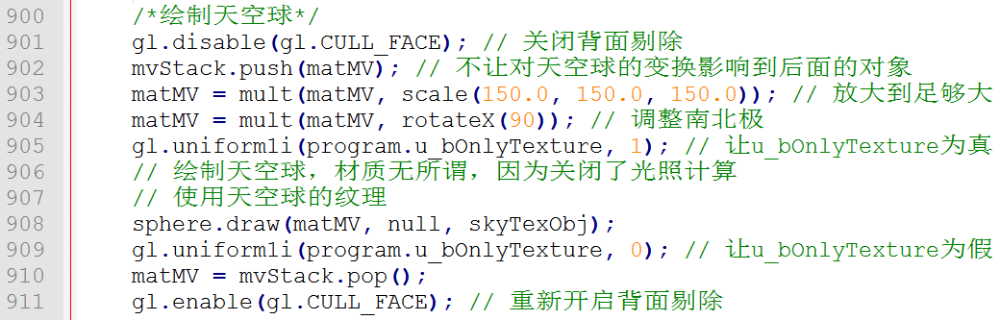 900 /*绘制天空球*/
901 gl.disable(gl.CULL_FACE); // 关闭背面剔除
902 mvStack.push(matMV); // 不让对天空球的变换影响到后面的对象
903 matMV = mult(matMV, scale(150.0, 150.0, 150.0)); // 放大到足够大
904 matMV = mult(matMV, rotateX(90)); // 调整南北极
905 gl.uniform1i(program.u_bOnlyTexture, 1); // 让u_bOnlyTexture为真
906 // 绘制天空球，材质无所谓，因为关闭了光照计算
907 // 使用天空球的纹理
908 sphere.draw(matMV, null, skyTexObj);
909 gl.uniform1i(program.u_bOnlyTexture, 0); // 让u_bOnlyTexture为假
910 matMV = mvStack.pop();
911 gl.enable(gl.CULL_FACE); // 重新开启背面剔除